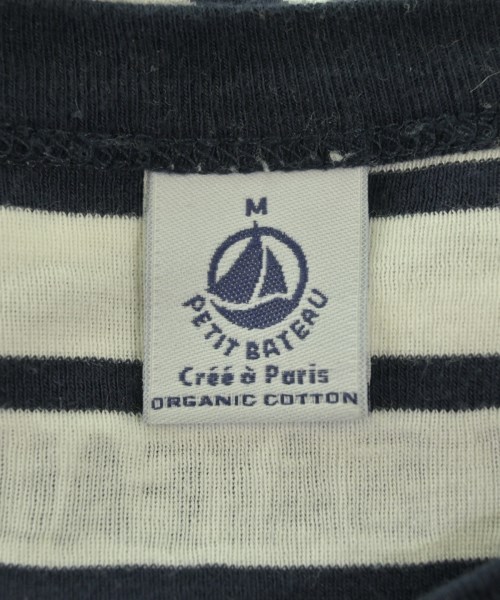 M
PETIT BATEAU
Créé à Paris
ORGANIC COTTON